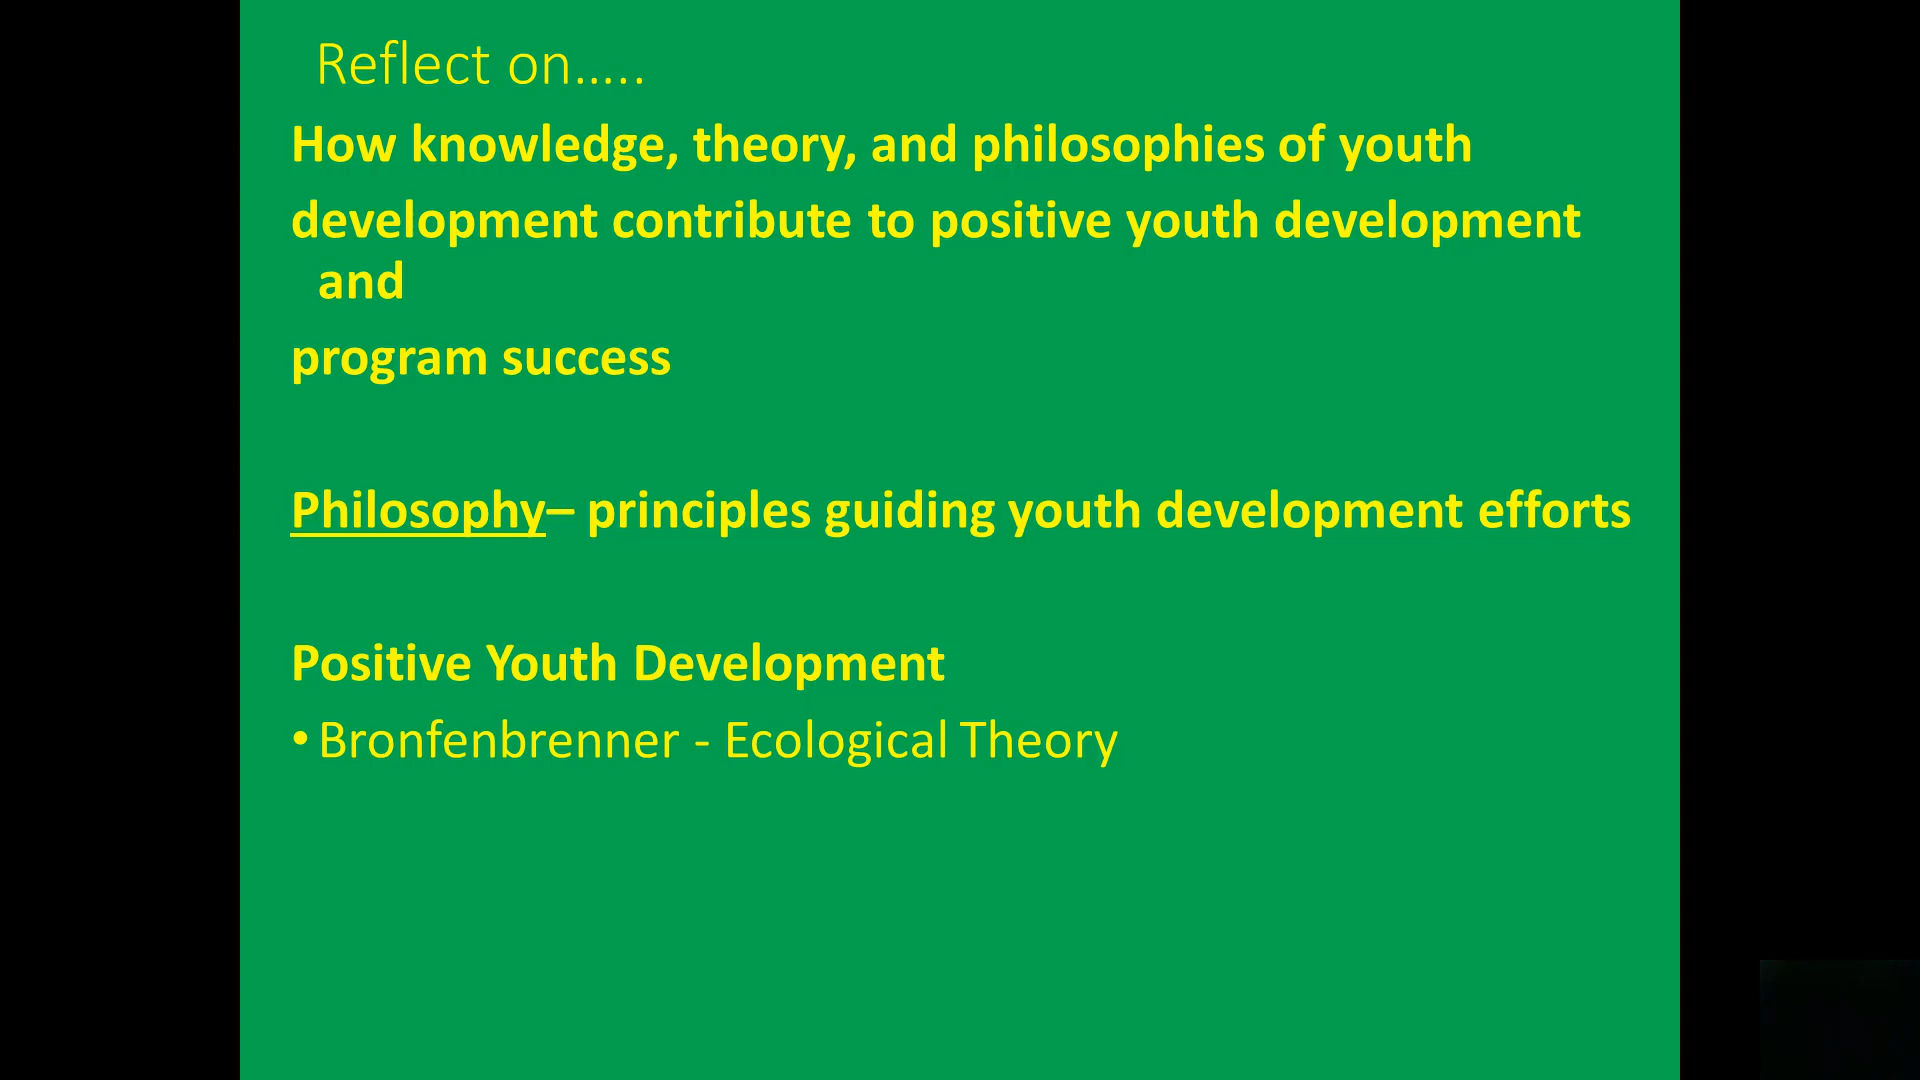 Reflect on…..
How knowledge, theory, and philosophies of youth
development contribute to positive youth development
and
program success
Philosophy– principles guiding youth development efforts
Positive Youth Development
• Bronfenbrenner - Ecological Theory